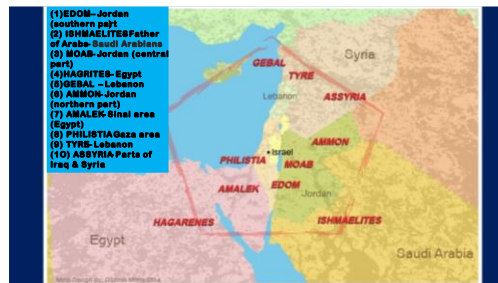 (1)EDOM–Jordan
(southern part)
(2) ISHMAELITESFather
of Arabs-Saudi Arabians
(3) MOAB-Jordan (central
part)
(4)HAGRITES-Egypt
(5)GEBAL –Lebanon
(6) AMMON-Jordan
(northern part)
(7) AMALEK-Sinai area
(Egypt)
(8) PHILISTIAGaza area
(9) TYRE-Lebanon
(10) ASSYRIA-Parts of
Iraq & Syria
GEBAL
Syria
TYRE
Lebanon
ASSYRIA
AMMON
Israel
PHILISTIA
MOAB
AMALEK
EDOM
Jordan
HAGARENES
ISHMAELITES
Egypt
Saudi Arabia